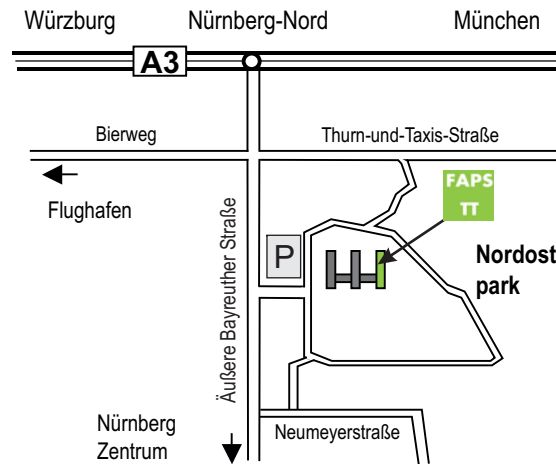 Würzburg
Nürnberg-Nord
München
A3
Bierweg
Thurn-und-Taxis-Straße
Flughafen
FAPS
TT
Äußere Bayreuther Straße
P
Nordost
park
Nürnberg
Zentrum
Neumeyerstraße